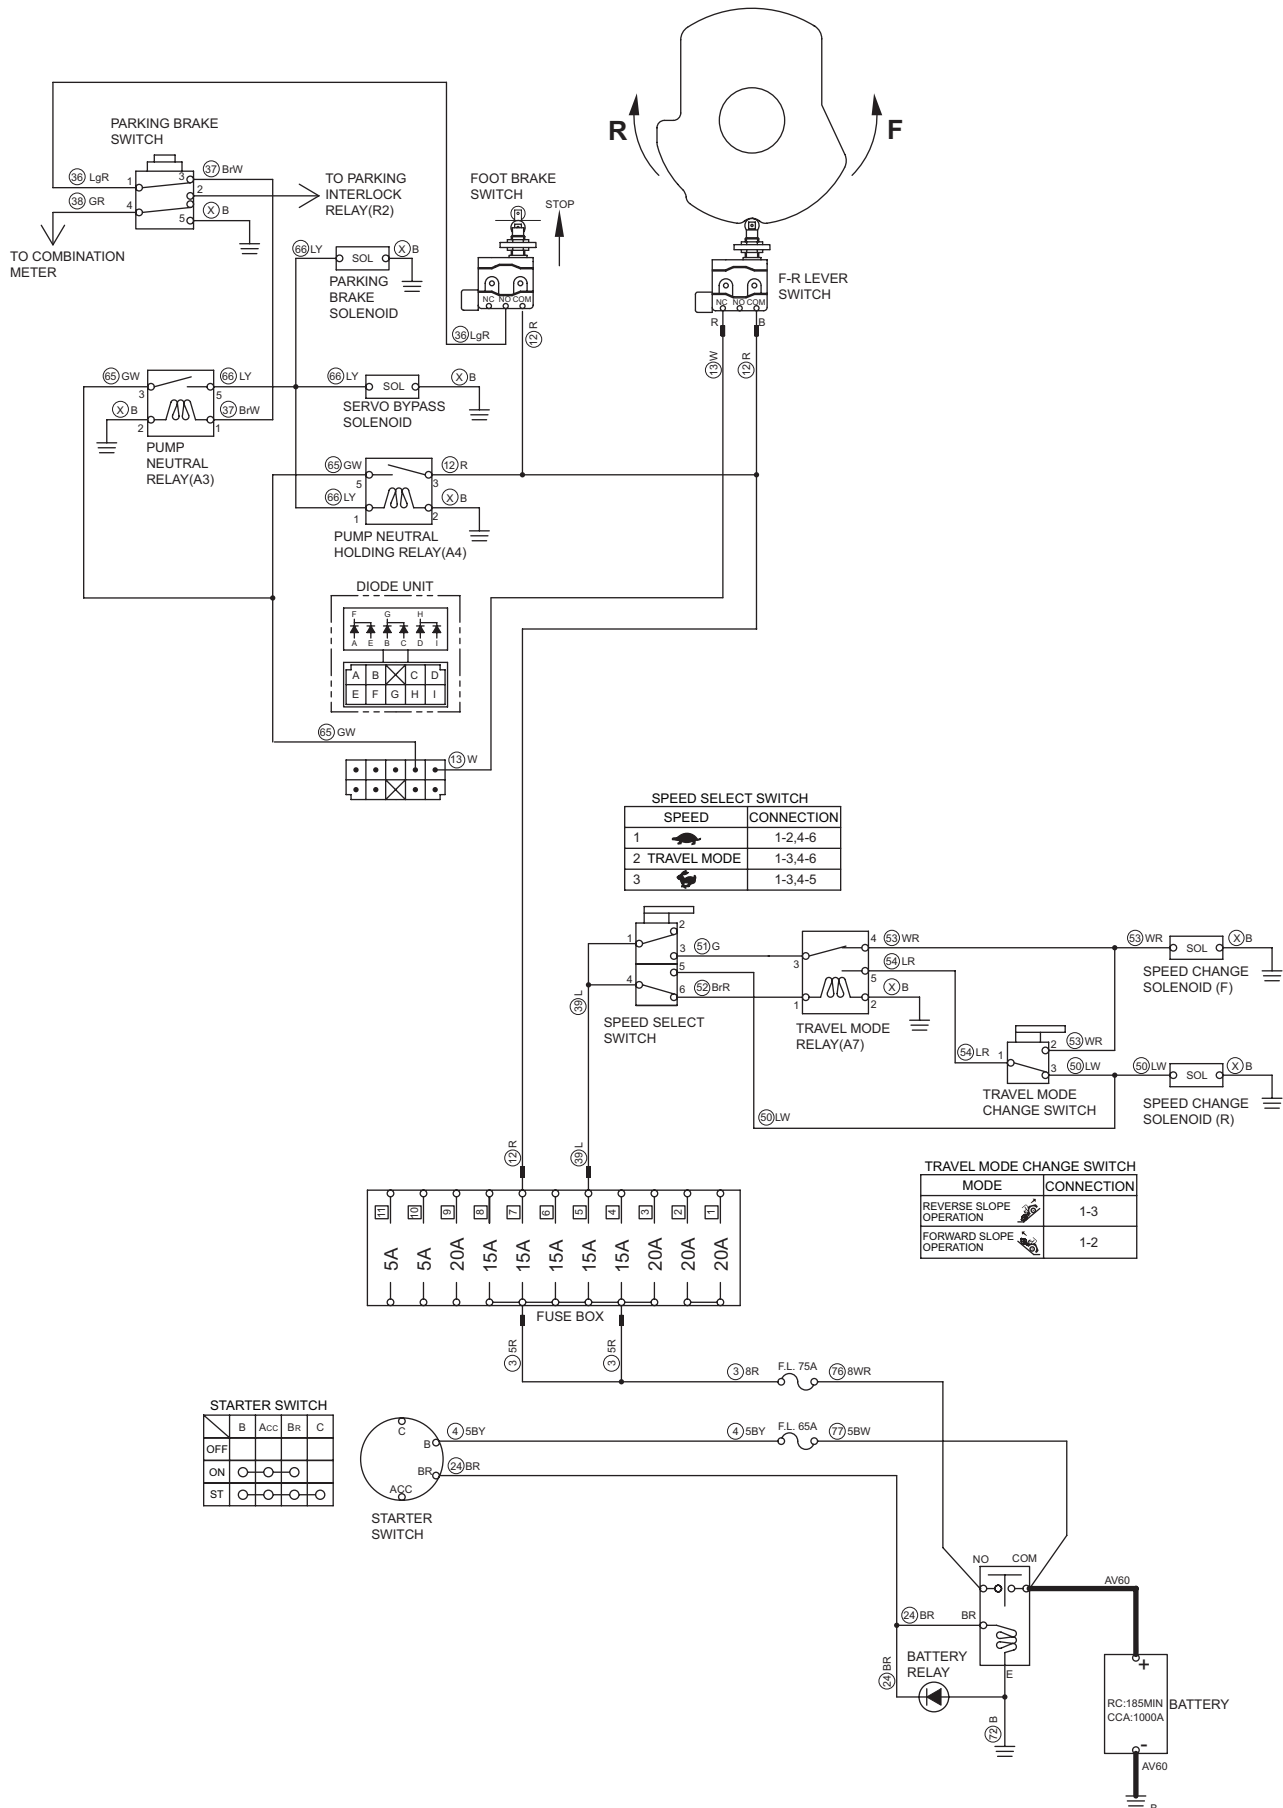 R
F
PARKING BRAKE
SWITCH
36 LgR
1
3
37 BrW
2
38 GR
4
5
X B
TO PARKING
INTERLOCK
RELAY(R2)
TO COMBINATION
METER
FOOT BRAKE
SWITCH
STOP
NC NO COM
36 LgR
12 R
F-R LEVER
SWITCH
NC NO COM
R
B
13 W
12 R
66 LY
SOL
X B
PARKING
BRAKE
SOLENOID
65 GW
3
5
66 LY
X B
2
1
37 BrW
PUMP
NEUTRAL
RELAY(A3)
66 LY
SOL
X B
SERVO BYPASS
SOLENOID
65 GW
5
3
12 R
66 LY
1
2
X B
PUMP NEUTRAL
HOLDING RELAY(A4)
DIODE UNIT
F G H
A E B C D I
A B C D
E F G H I
65 GW
13 W
SPEED SELECT SWITCH
SPEED CONNECTION
1 1-2,4-6
2 TRAVEL MODE 1-3,4-6
3 1-3,4-5
1
2
3
51 G
4
5
6
52 BrR
39 L
SPEED SELECT
SWITCH
3
4
53 WR
5
54 LR
1
2
X B
TRAVEL MODE
RELAY(A7)
53 WR
SOL
X B
SPEED CHANGE
SOLENOID (F)
54 LR
1
2
53 WR
3
50 LW
TRAVEL MODE
CHANGE SWITCH
50 LW
SOL
X B
SPEED CHANGE
SOLENOID (R)
50 LW
12 R
39 L
TRAVEL MODE CHANGE SWITCH
MODE CONNECTION
REVERSE SLOPE
OPERATION 1-3
FORWARD SLOPE
OPERATION 1-2
11 10 9 8 7 6 5 4 3 2 1
5A 5A 20A 15A 15A 15A 15A 15A 20A 20A 20A
FUSE BOX
3 5R
3 5R
3 8R
F.L. 75A
76 8WR
STARTER SWITCH
B ACC BR C
OFF
ON
ST
C
B
BR
ACC
4 5BY
24 BR
4 5BY
F.L. 65A
77 5BW
STARTER
SWITCH
NO
COM
AV60
24 BR
BR
BATTERY
RELAY
24 BR
E
72 B
+
RC:185MIN
CCA:1000A
BATTERY
-
AV60
B